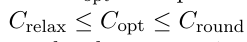 C_relax ≤ C_opt ≤ C_round